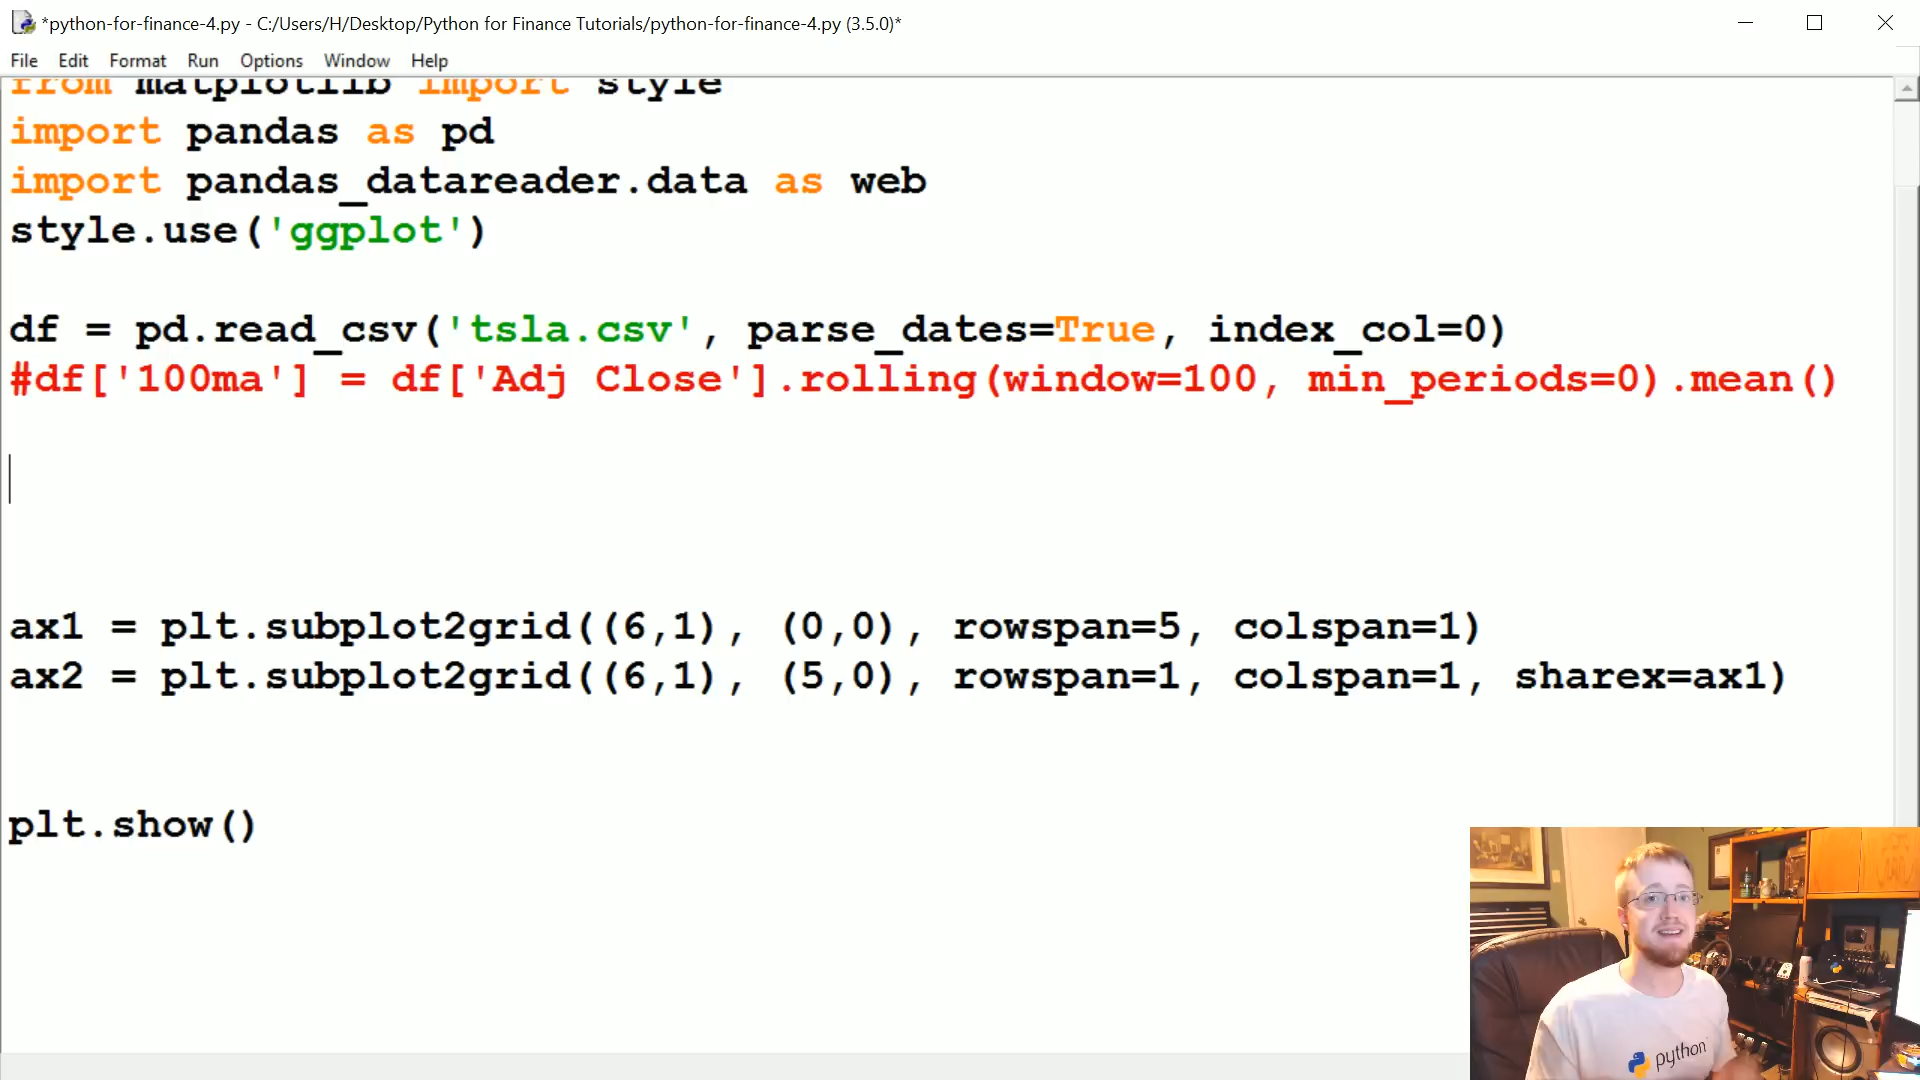 *python-for-finance-4.py - C:/Users/H/Desktop/Python for Finance Tutorials/python-for-finance-4.py (3.5.0)*
File Edit Format Run Options Window Help
from matplotlib import style
import pandas as pd
import pandas_datareader.data as web
style.use('ggplot')
df = pd.read_csv('tsla.csv', parse_dates=True, index_col=0)
#df['100ma'] = df['Adj Close'].rolling(window=100, min_periods=0).mean()
ax1 = plt.subplot2grid((6,1), (0,0), rowspan=5, colspan=1)
ax2 = plt.subplot2grid((6,1), (5,0), rowspan=1, colspan=1, sharex=ax1)
plt.show()
python